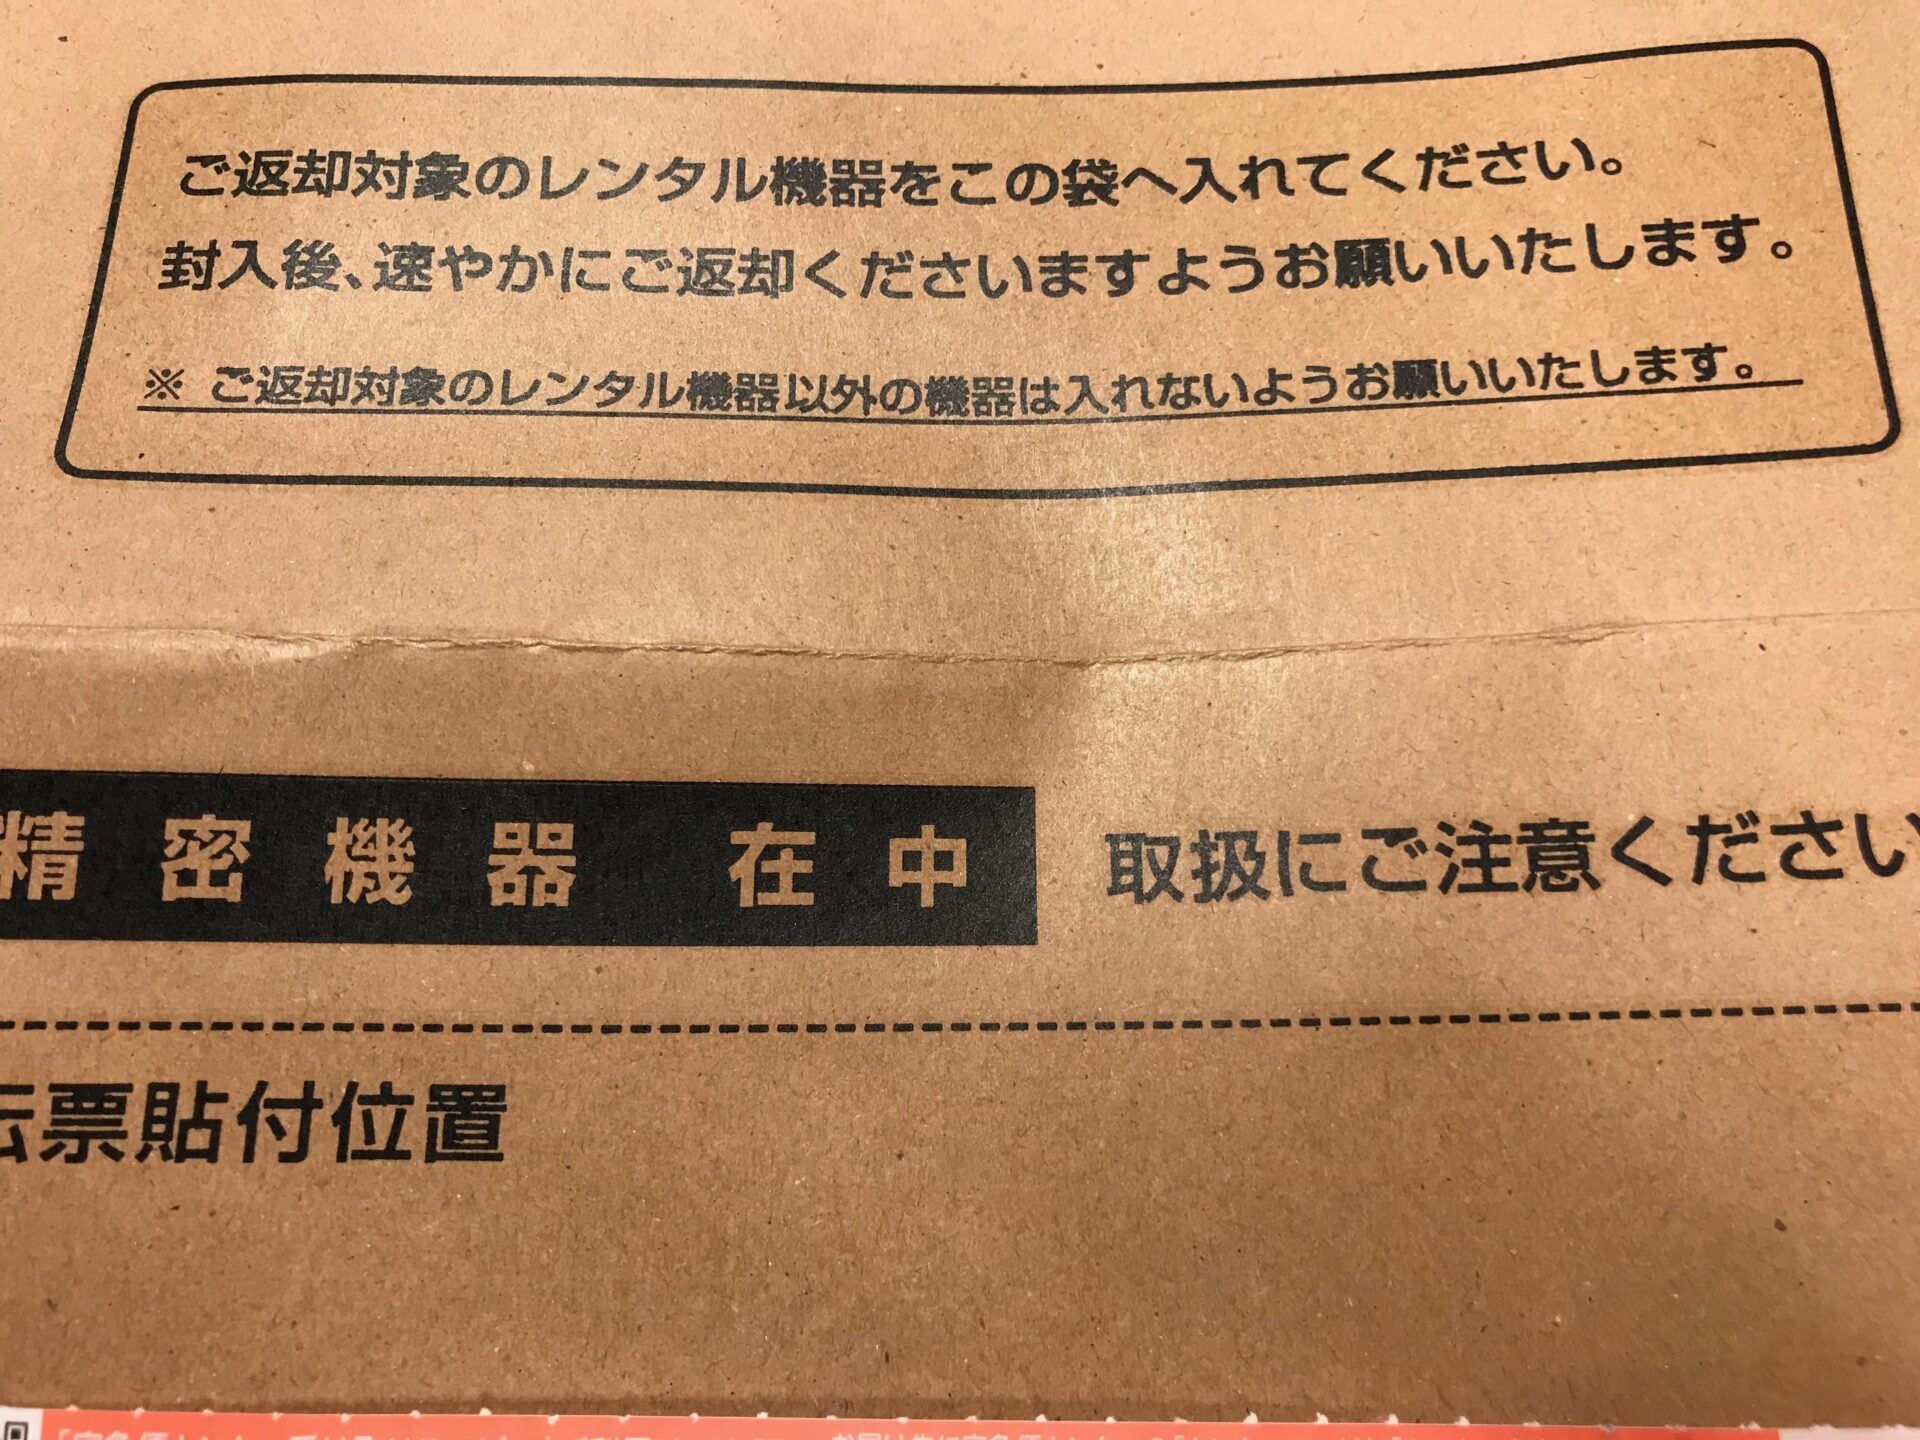 ご返却対象のレンタル機器をこの袋へ入れてください。
封入後、速やかにご返却くださいますようお願いいたします。
※ ご返却対象のレンタル機器以外の機器は入れないようお願いいたします。
精密機器 在中 取扱にご注意ください
伝票貼付位置